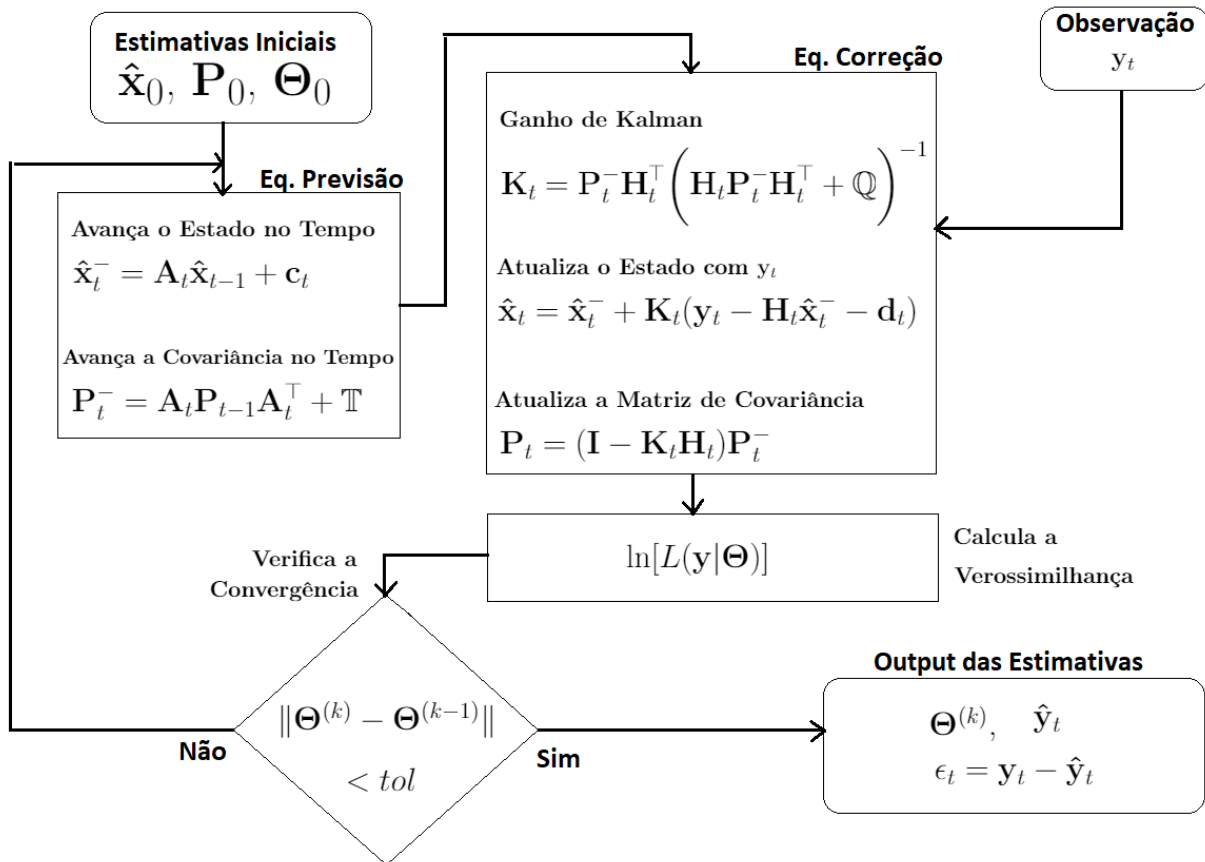 Estimativas Iniciais
x̂₀, P₀, Θ₀
Eq. Previsão
Avança o Estado no Tempo
x̂ₜ⁻ = Aₜx̂ₜ₋₁ + cₜ
Avança a Covariância no Tempo
Pₜ⁻ = AₜPₜ₋₁Aₜ^⊤ + 𝕋
Eq. Correção
Ganho de Kalman
Kₜ = Pₜ⁻Hₜ^⊤(HₜPₜ⁻Hₜ^⊤ + ℚ)⁻¹
Atualiza o Estado com yₜ
x̂ₜ = x̂ₜ⁻ + Kₜ(yₜ − Hₜx̂ₜ⁻ − dₜ)
Atualiza a Matriz de Covariância
Pₜ = (I − KₜHₜ)Pₜ⁻
Observação
yₜ
ln[L(y|Θ)]
Calcula a
Verossimilhança
Verifica a
Convergência
‖Θ⁽ᵏ⁾ − Θ⁽ᵏ⁻¹⁾‖
< tol
Não
Sim
Output das Estimativas
Θ⁽ᵏ⁾, ŷₜ
ϵₜ = yₜ − ŷₜ